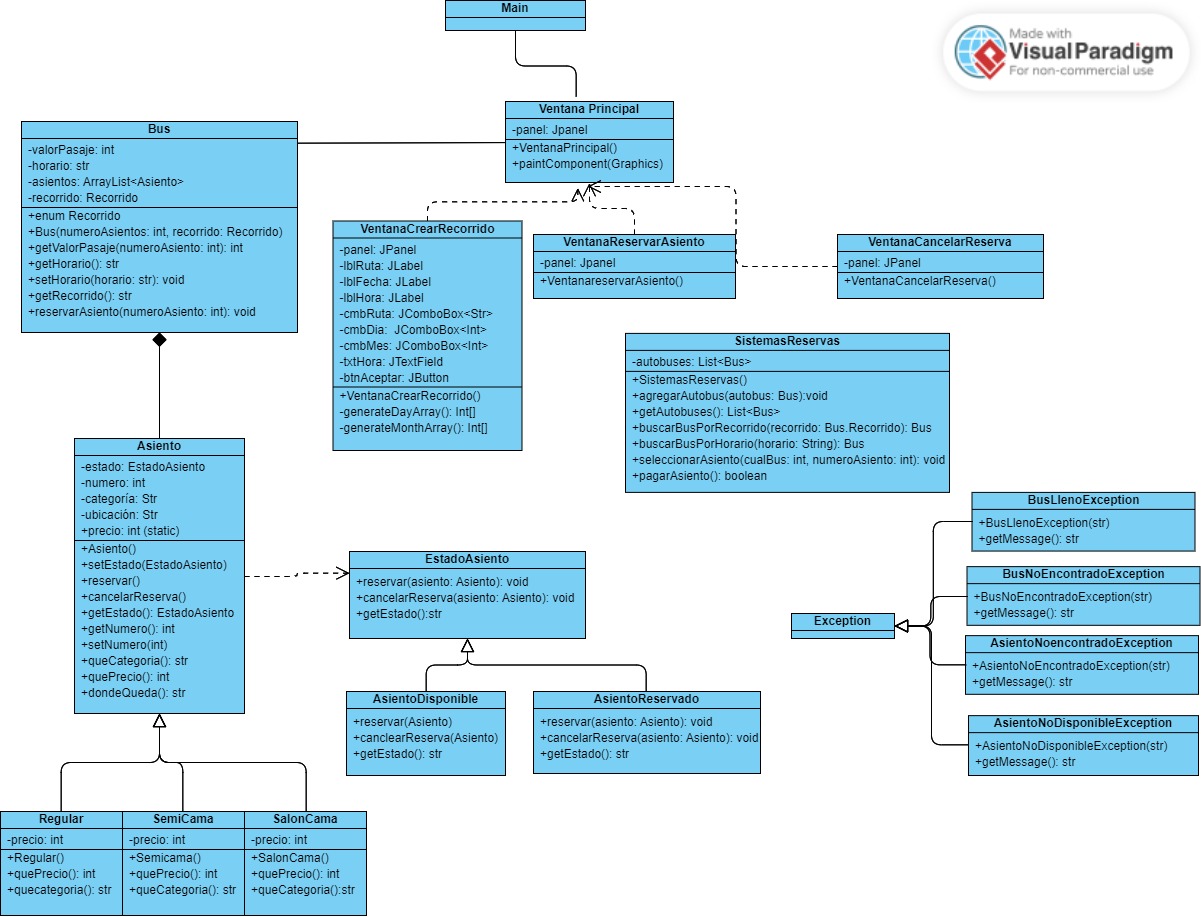 Main
Made with
Visual Paradigm
For non-commercial use
Ventana Principal
-panel: Jpanel
+VentanaPrincipal()
+paintComponent(Graphics)
Bus
-valorPasaje: int
-horario: str
-asientos: ArrayList<Asiento>
-recorrido: Recorrido
+enum Recorrido
+Bus(numeroAsientos: int, recorrido: Recorrido)
+getValorPasaje(numeroAsiento: int): int
+getHorario(): str
+setHorario(horario: str): void
+getRecorrido(): str
+reservarAsiento(numeroAsiento: int): void
VentanaCrearRecorrido
-panel: JPanel
-lblRuta: JLabel
-lblFecha: JLabel
-lblHora: JLabel
-cmbRuta: JComboBox<Str>
-cmbDia:  JComboBox<Int>
-cmbMes: JComboBox<Int>
-txtHora: JTextField
-btnAceptar: JButton
+VentanaCrearRecorrido()
-generateDayArray(): Int[]
-generateMonthArray(): Int[]
VentanaReservarAsiento
-panel: Jpanel
+VentanareservarAsiento()
VentanaCancelarReserva
-panel: JPanel
+VentanaCancelarReserva()
SistemasReservas
-autobuses: List<Bus>
+SistemasReservas()
+agregarAutobus(autobus: Bus):void
+getAutobuses(): List<Bus>
+buscarBusPorRecorrido(recorrido: Bus.Recorrido): Bus
+buscarBusPorHorario(horario: String): Bus
+seleccionarAsiento(cualBus: int, numeroAsiento: int): void
+pagarAsiento(): boolean
Asiento
-estado: EstadoAsiento
-numero: int
-categoría: Str
-ubicación: Str
+precio: int (static)
+Asiento()
+setEstado(EstadoAsiento)
+reservar()
+cancelarReserva()
+getEstado(): EstadoAsiento
+getNumero(): int
+setNumero(int)
+queCategoria(): str
+quePrecio(): int
+dondeQueda(): str
EstadoAsiento
+reservar(asiento: Asiento): void
+cancelarReserva(asiento: Asiento): void
+getEstado():str
AsientoDisponible
+reservar(Asiento)
+canclearReserva(Asiento)
+getEstado(): str
AsientoReservado
+reservar(asiento: Asiento): void
+cancelarReserva(asiento: Asiento): void
+getEstado(): str
BusLlenoException
+BusLlenoException(str)
+getMessage(): str
BusNoEncontradoException
+BusNoEncontradoException(str)
+getMessage(): str
Exception
AsientoNoencontradoException
+AsientoNoEncontradoException(str)
+getMessage(): str
AsientoNoDisponibleException
+AsientoNoDisponibleException(str)
+getMessage(): str
Regular
-precio: int
+Regular()
+quePrecio(): int
+quecategoria(): str
SemiCama
-precio: int
+Semicama()
+quePrecio(): int
+queCategoria(): str
SalonCama
-precio: int
+SalonCama()
+quePrecio(): int
+queCategoria():str